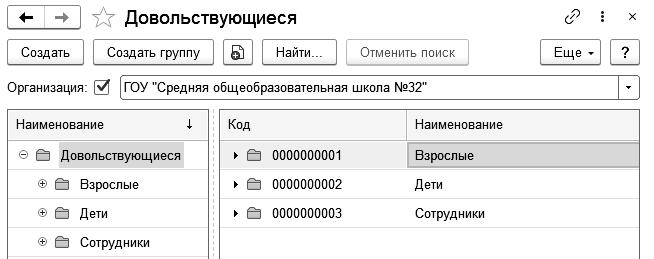 Довольствующиеся
Создать Создать группу Найти... Отменить поиск Еще ?
Организация: ГОУ "Средняя общеобразовательная школа №32"
Наименование ↓ Код Наименование
Довольствующиеся 0000000001 Взрослые
Взрослые 0000000002 Дети
Дети 0000000003 Сотрудники
Сотрудники